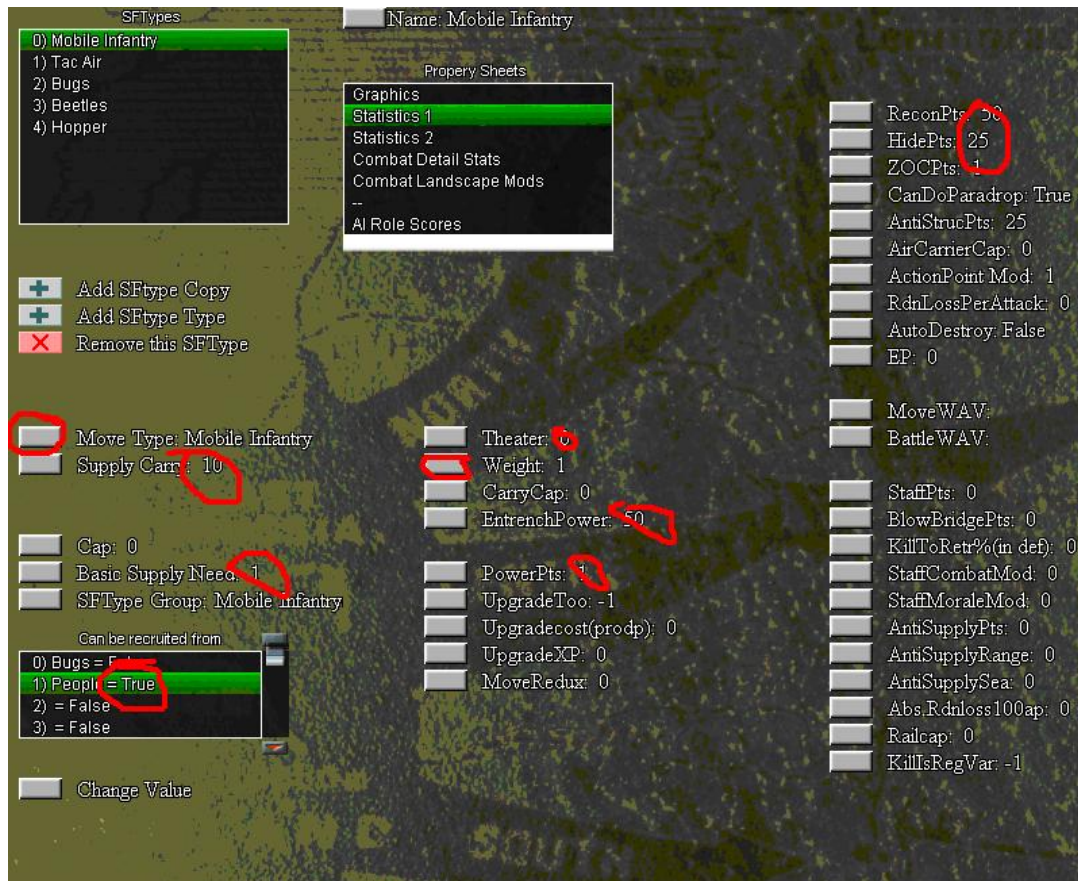 SFTypes
0) Mobile Infantry
1) Tac Air
2) Bugs
3) Beetles
4) Hopper
Name: Mobile Infantry
Propery Sheets
Graphics
Statistics 1
Statistics 2
Combat Detail Stats
Combat Landscape Mods
--
AI Role Scores
Add SFtype Copy
Add SFtype Type
Remove this SFType
Move Type: Mobile Infantry
Supply Carry: 10
Cap: 0
Basic Supply Need: 1
SFType Group: Mobile Infantry
Can be recruited from
0) Bugs = False
1) People = True
2) = False
3) = False
Change Value
Theater: 0
Weight: 1
CarryCap: 0
EntrenchPower: 50
PowerPts: 1
UpgradeToo: -1
Upgradecost(prodp): 0
UpgradeXP: 0
MoveRedux: 0
ReconPts: 50
HidePts: 25
ZOCPts: 1
CanDoParadrop: True
AntiStrucPts: 25
AirCarrierCap: 0
ActionPoint Mod: 1
RdnLossPerAttack: 0
AutoDestroy: False
EP: 0
MoveWAV:
BattleWAV:
StaffPts: 0
BlowBridgePts: 0
KillToRetr%(in def): 0
StaffCombatMod: 0
StaffMoraleMod: 0
AntiSupplyPts: 0
AntiSupplyRange: 0
AntiSupplySea: 0
Abs.Rdnloss100ap: 0
Railcap: 0
KillIsRegVar: -1